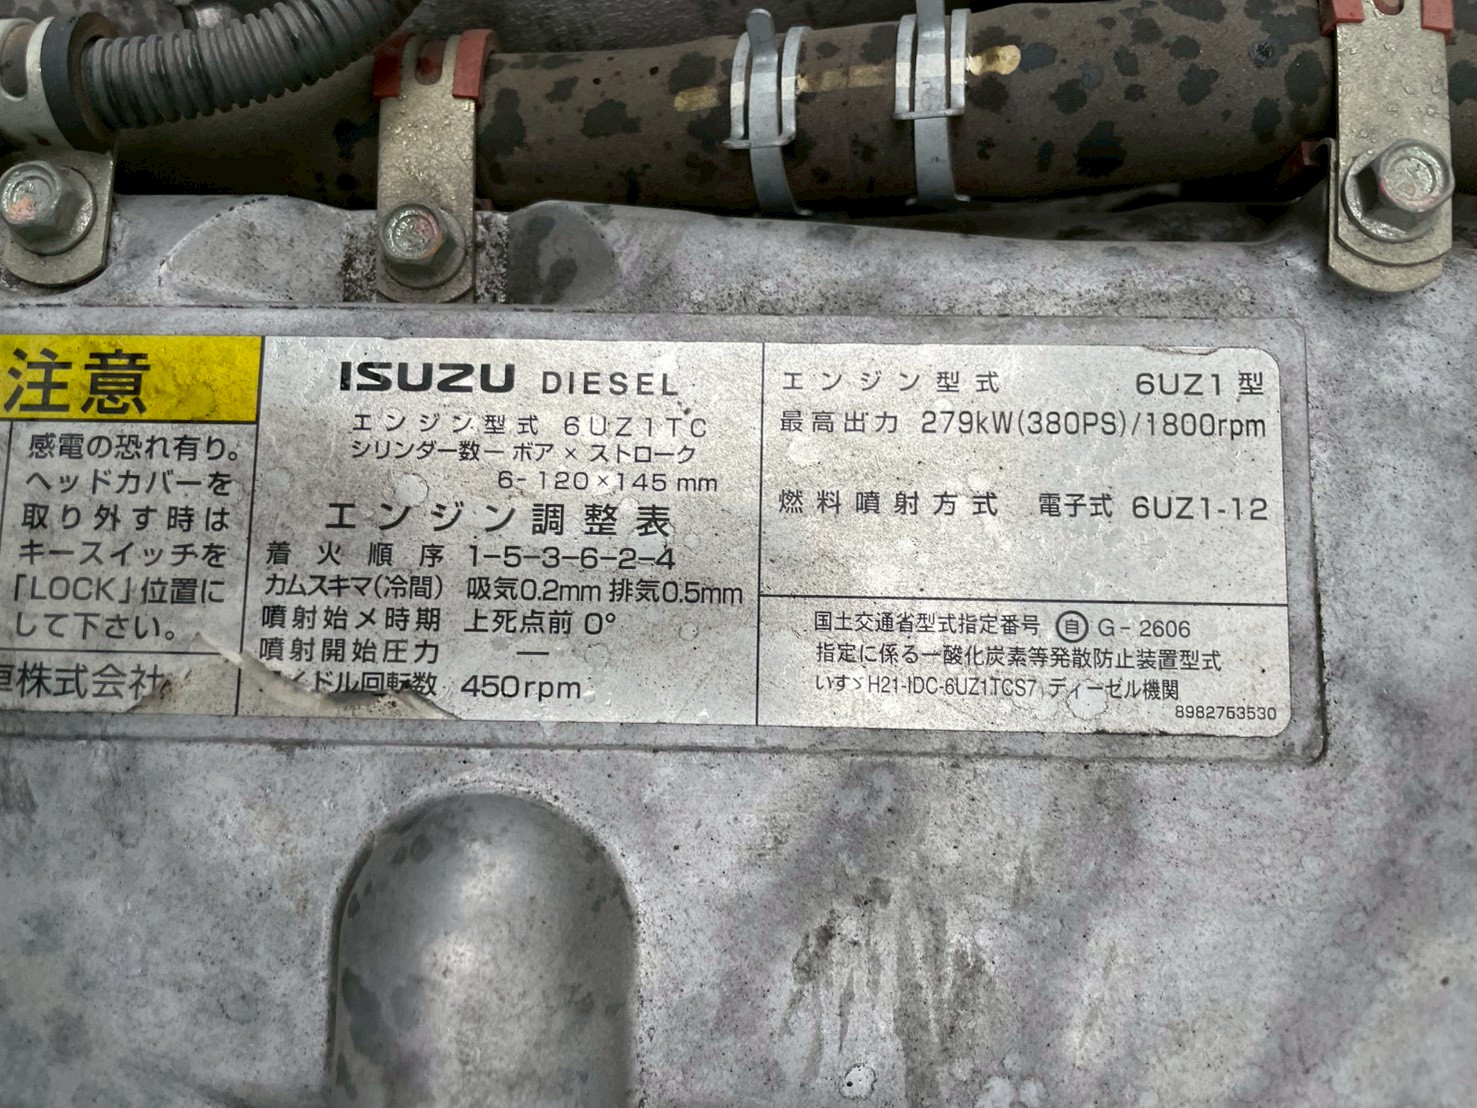 注意
感電の恐れ有り。
ヘッドカバーを
取り外す時は
キースイッチを
「LOCK」位置に
して下さい。
車株式会社
ISUZU DIESEL
エンジン型式 6UZ1TC
シリンダー数ー ボア × ストローク
6- 120×145 mm
エンジン調整表
着火順序 1-5-3-6-2-4
カムスキマ(冷間) 吸気0.2mm 排気0.5mm
噴射始メ時期 上死点前 0°
噴射開始圧力 —
イドル回転数 450rpm
エンジン型式 6UZ1型
最高出力 279kW(380PS)/1800rpm
燃料噴射方式 電子式 6UZ1-12
国土交通省型式指定番号 自 G-2606
指定に係る一酸化炭素等発散防止装置型式
いすゞH21-IDC-6UZ1TCS7, ディーゼル機関
8982753530